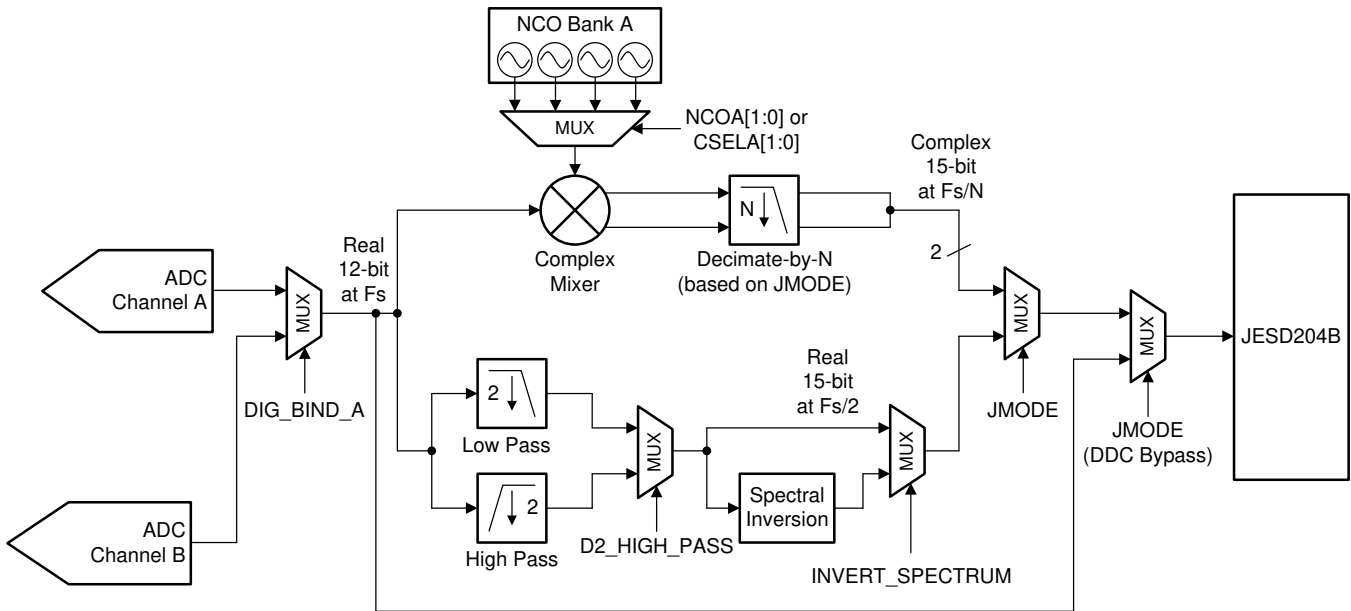 NCO Bank A
MUX
NCOA[1:0] or
CSELA[1:0]
Complex
15-bit
at Fs/N
N
2
Complex
Mixer
Decimate-by-N
(based on JMODE)
Real
12-bit
at Fs
ADC
Channel A
MUX
DIG_BIND_A
ADC
Channel B
2
Low Pass
2
High Pass
MUX
D2_HIGH_PASS
Real
15-bit
at Fs/2
Spectral
Inversion
MUX
INVERT_SPECTRUM
MUX
JMODE
MUX
JMODE
(DDC Bypass)
JESD204B